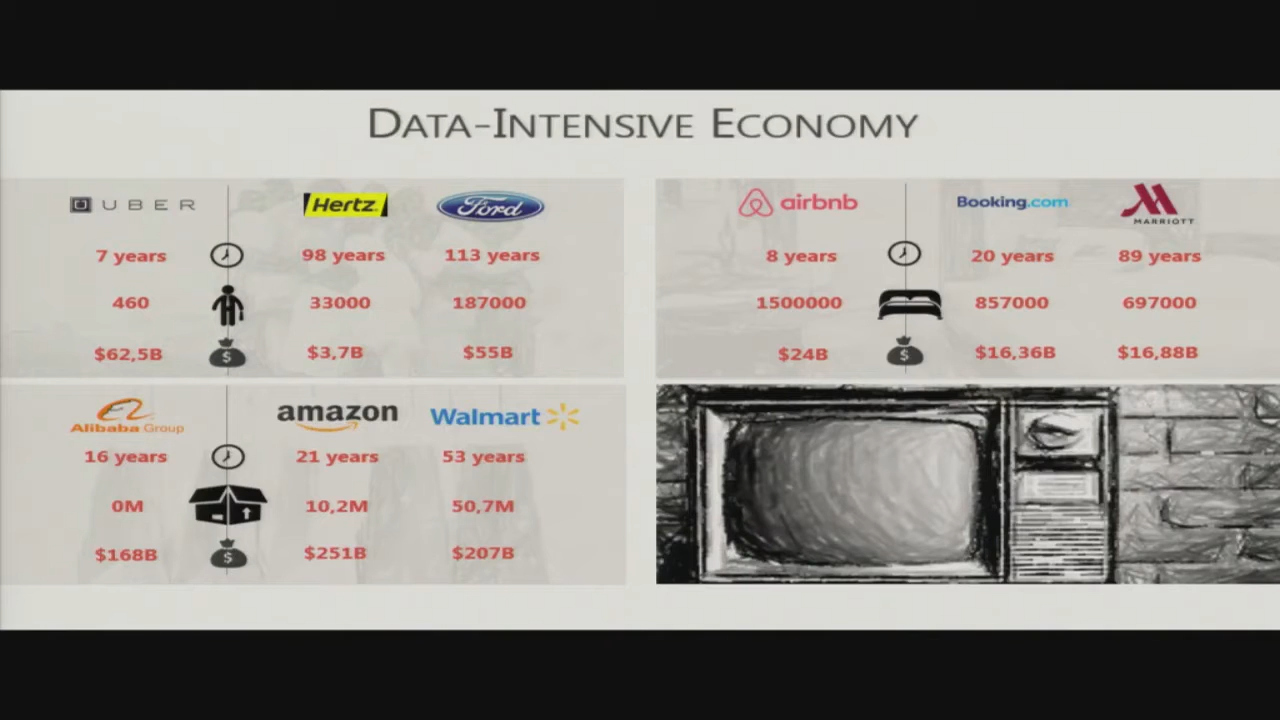 DATA-INTENSIVE ECONOMY
UBER Hertz Ford
7 years 98 years 113 years
460 33000 187000
$62,5B $ $3,7B $55B
airbnb Booking.com MARRIOTT
8 years 20 years 89 years
1500000 857000 697000
$24B $ $16,36B $16,88B
Alibaba Group amazon Walmart
16 years 21 years 53 years
0M 10,2M 50,7M
$168B $ $251B $207B